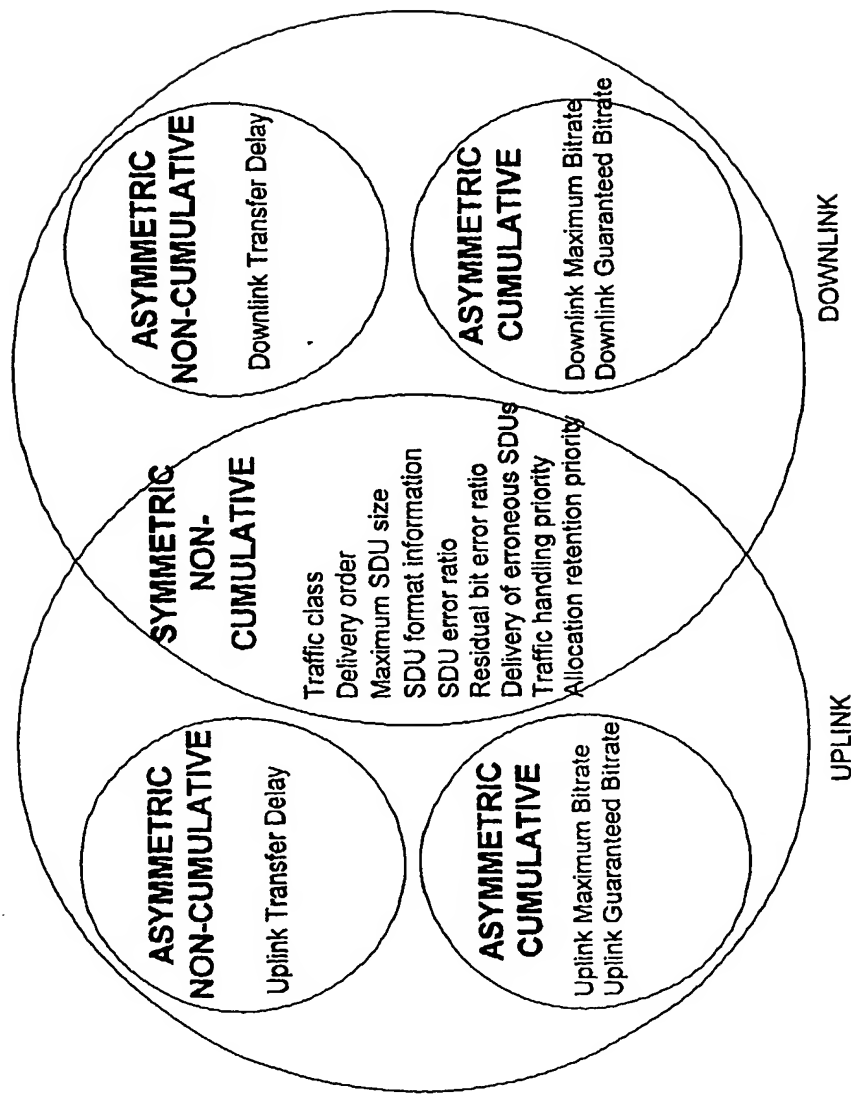 ASYMMETRIC
NON-CUMULATIVE
Uplink Transfer Delay
ASYMMETRIC
CUMULATIVE
Uplink Maximum Bitrate
Uplink Guaranteed Bitrate
SYMMETRIC
NON-
CUMULATIVE
Traffic class
Delivery order
Maximum SDU size
SDU format information
SDU error ratio
Residual bit error ratio
Delivery of erroneous SDUs
Traffic handling priority
Allocation retention priority
ASYMMETRIC
NON-CUMULATIVE
Downlink Transfer Delay
ASYMMETRIC
CUMULATIVE
Downlink Maximum Bitrate
Downlink Guaranteed Bitrate
UPLINK
DOWNLINK